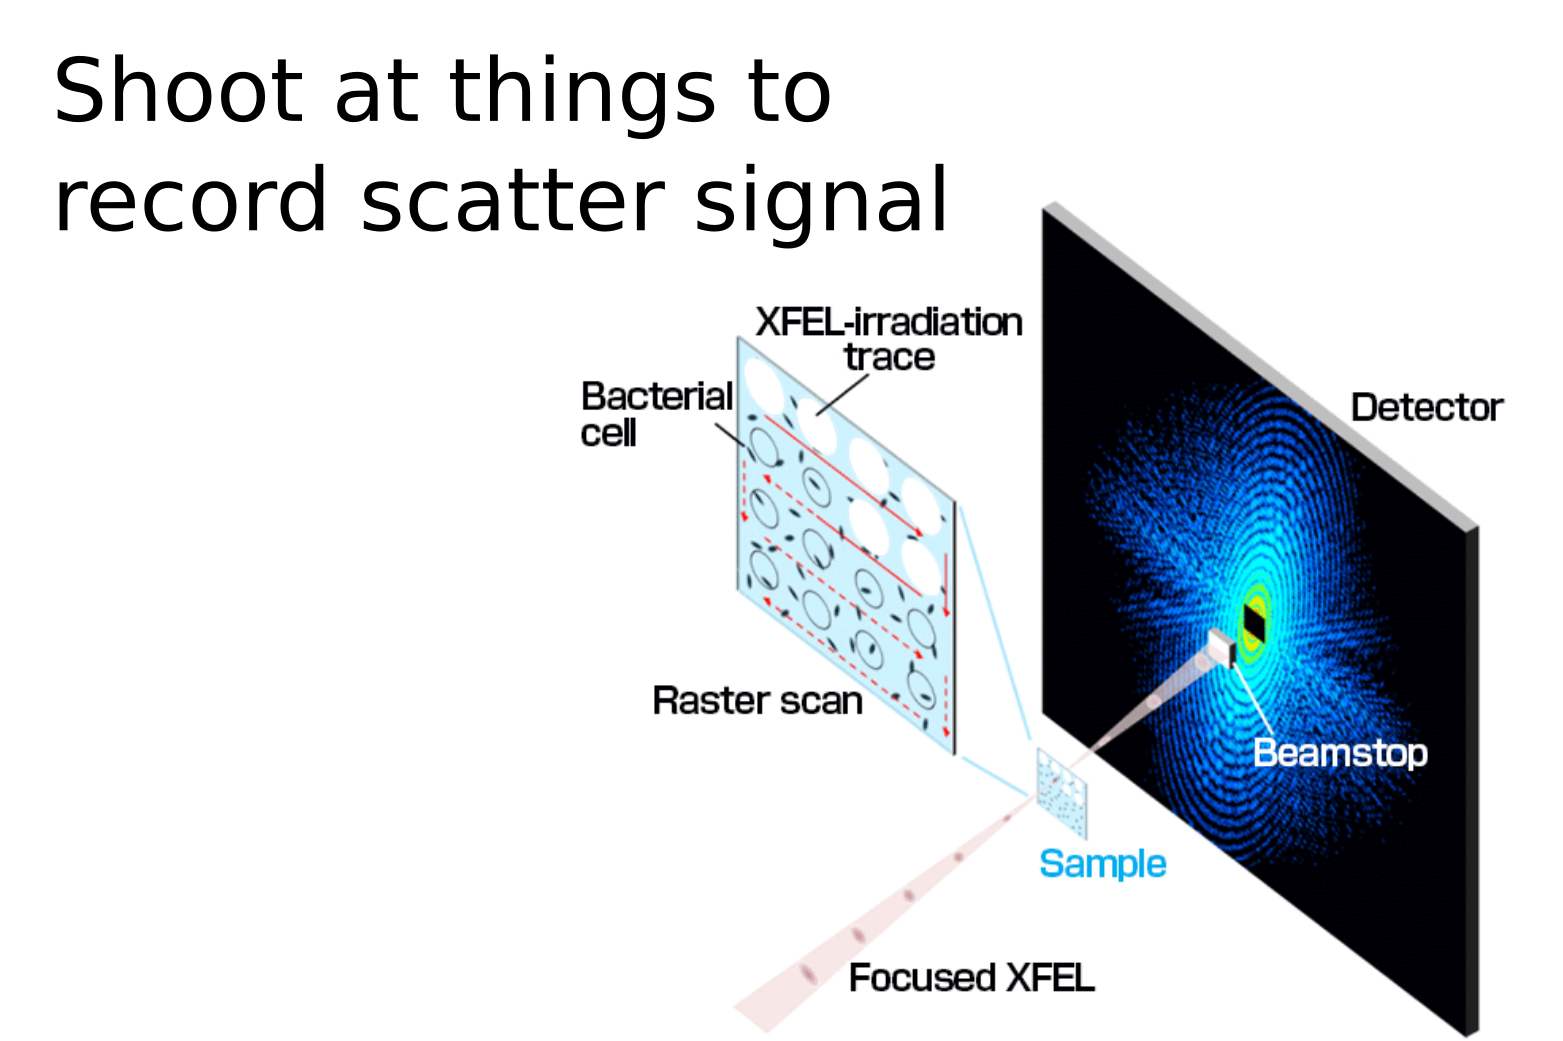 Shoot at things to
record scatter signal
XFEL-irradiation
trace
Bacterial
cell
Detector
Raster scan
Beamstop
Sample
Focused XFEL